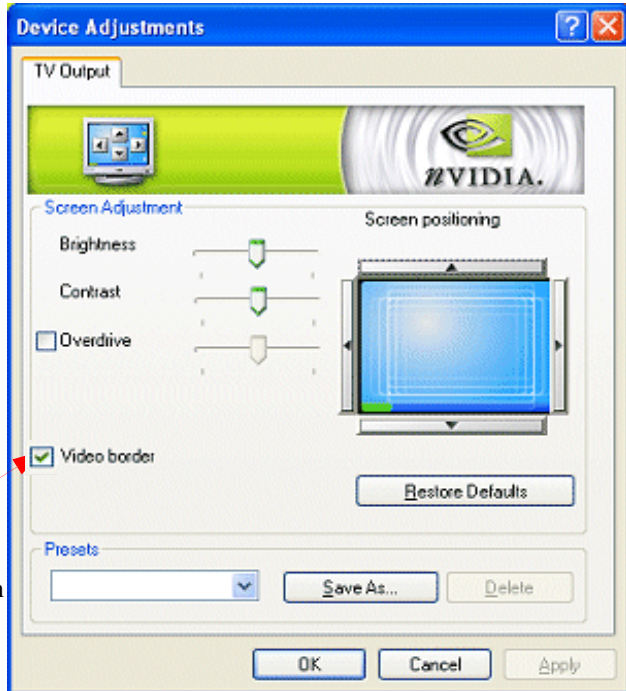 Device Adjustments
TV Output
nVIDIA.
Screen Adjustment
Screen positioning
Brightness
Contrast
Overdrive
Video border
Restore Defaults
Presets
Save As...
Delete
OK
Cancel
Apply